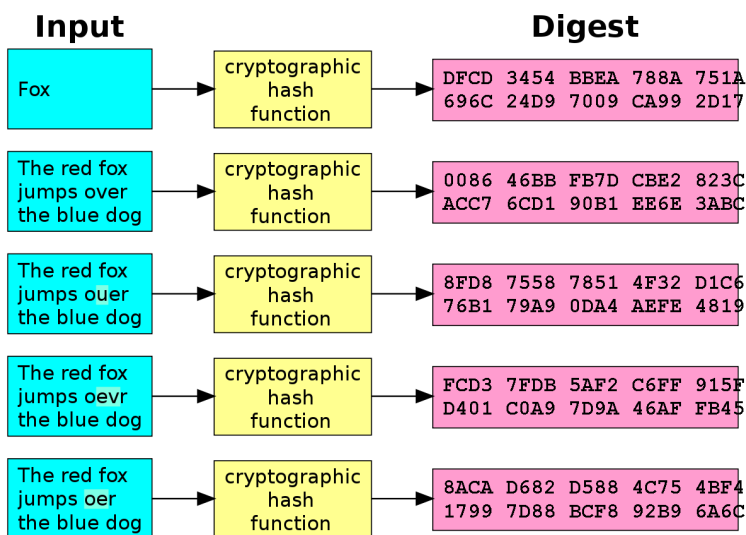 Input Digest
Fox
cryptographic
hash
function
DFCD 3454 BBEA 788A 751A
696C 24D9 7009 CA99 2D17
The red fox
jumps over
the blue dog
cryptographic
hash
function
0086 46BB FB7D CBE2 823C
ACC7 6CD1 90B1 EE6E 3ABC
The red fox
jumps ouer
the blue dog
cryptographic
hash
function
8FD8 7558 7851 4F32 D1C6
76B1 79A9 0DA4 AEFE 4819
The red fox
jumps oevr
the blue dog
cryptographic
hash
function
FCD3 7FDB 5AF2 C6FF 915F
D401 C0A9 7D9A 46AF FB45
The red fox
jumps oer
the blue dog
cryptographic
hash
function
8ACA D682 D588 4C75 4BF4
1799 7D88 BCF8 92B9 6A6C